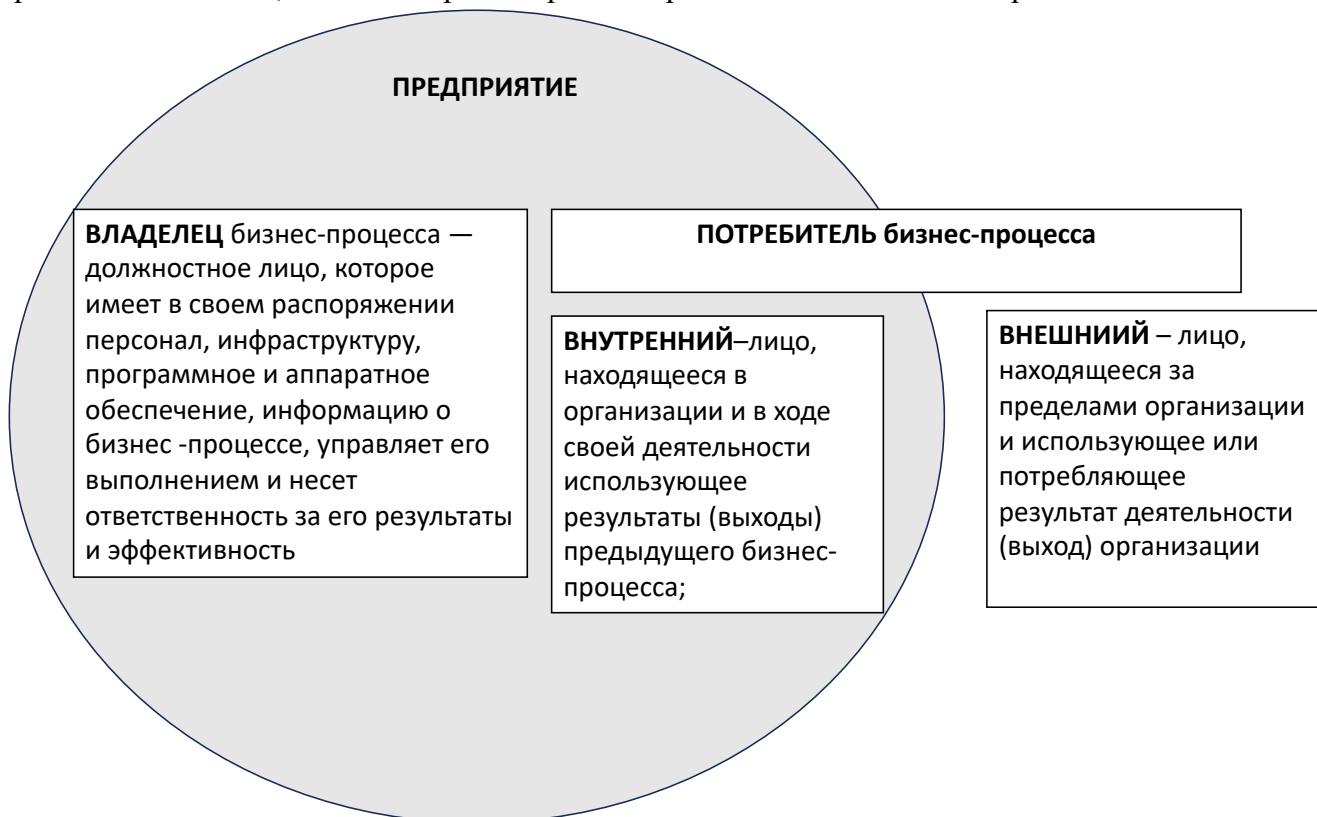 ПРЕДПРИЯТИЕ
ВЛАДЕЛЕЦ бизнес-процесса —
должностное лицо, которое
имеет в своем распоряжении
персонал, инфраструктуру,
программное и аппаратное
обеспечение, информацию о
бизнес -процессе, управляет его
выполнением и несет
ответственность за его результаты
и эффективность
ПОТРЕБИТЕЛЬ бизнес-процесса
ВНУТРЕННИЙ–лицо,
находящееся в
организации и в ходе
своей деятельности
использующее
результаты (выходы)
предыдущего бизнес-
процесса;
ВНЕШНИИЙ – лицо,
находящееся за
пределами организации
и использующее или
потребляющее
результат деятельности
(выход) организации